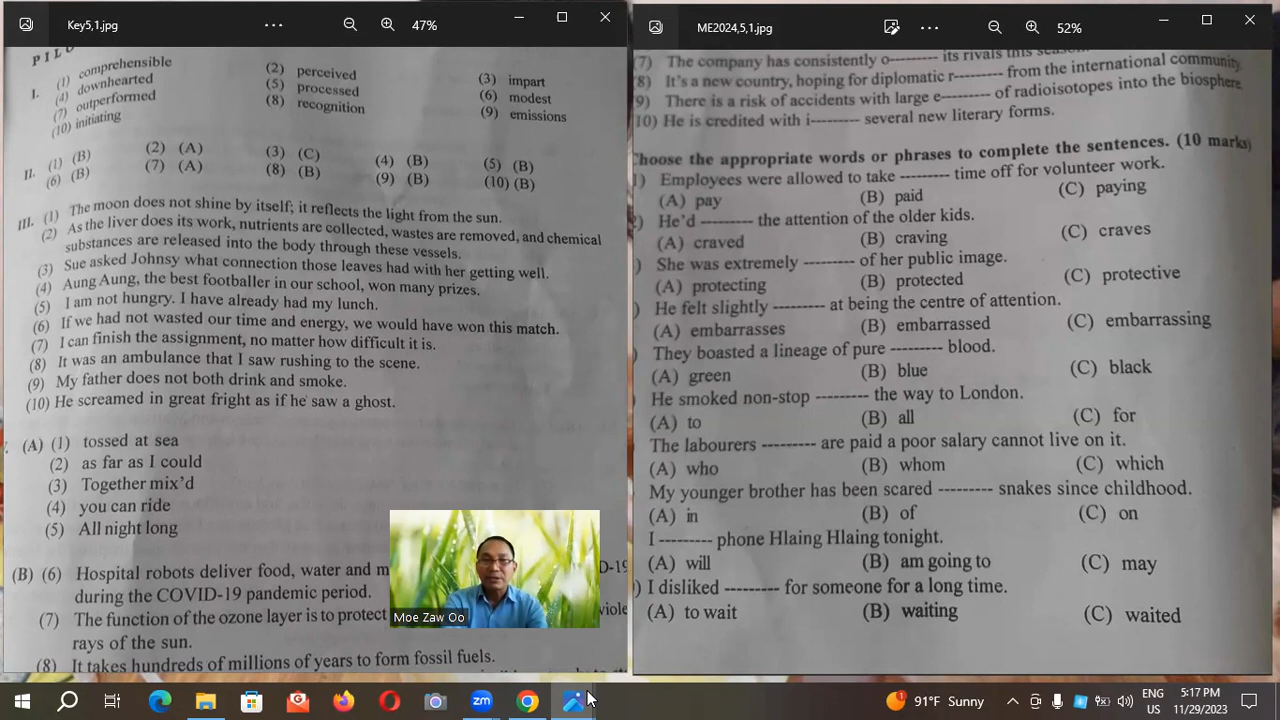 Key5,1.jpg
47%
PILO
I. (1) comprehensible (2) perceived (3) impart
(4) downhearted (5) processed (6) modest
(7) outperformed (8) recognition (9) emissions
(10) initiating
II. (1) (B) (2) (A) (3) (C) (4) (B) (5) (B)
(6) (B) (7) (A) (8) (B) (9) (B) (10) (B)
III. (1) The moon does not shine by itself; it reflects the light from the sun.
(2) As the liver does its work, nutrients are collected, wastes are removed, and chemical
substances are released into the body through these vessels.
(3) Sue asked Johnsy what connection those leaves had with her getting well.
(4) Aung Aung, the best footballer in our school, won many prizes.
(5) I am not hungry. I have already had my lunch.
(6) If we had not wasted our time and energy, we would have won this match.
(7) I can finish the assignment, no matter how difficult it is.
(8) It was an ambulance that I saw rushing to the scene.
(9) My father does not both drink and smoke.
(10) He screamed in great fright as if he saw a ghost.
(A) (1) tossed at sea
(2) as far as I could
(3) Together mix'd
(4) you can ride
(5) All night long
(B) (6) Hospital robots deliver food, water and m
during the COVID-19 pandemic period.
(7) The function of the ozone layer is to protect
rays of the sun.
(8) It takes hundreds of millions of years to form fossil fuels.
Moe Zaw Oo
ME2024,5,1.jpg
52%
(7) The company has consistently o--------- its rivals this season.
8) It's a new country, hoping for diplomatic r--------- from the international community.
9) There is a risk of accidents with large e--------- of radioisotopes into the biosphere.
10) He is credited with i--------- several new literary forms.
Choose the appropriate words or phrases to complete the sentences. (10 marks)
1) Employees were allowed to take --------- time off for volunteer work.
(A) pay (B) paid (C) paying
) He'd --------- the attention of the older kids.
(A) craved (B) craving (C) craves
) She was extremely --------- of her public image.
(A) protecting (B) protected (C) protective
) He felt slightly --------- at being the centre of attention.
(A) embarrasses (B) embarrassed (C) embarrassing
) They boasted a lineage of pure --------- blood.
(A) green (B) blue (C) black
He smoked non-stop --------- the way to London.
(A) to (B) all (C) for
The labourers --------- are paid a poor salary cannot live on it.
(A) who (B) whom (C) which
My younger brother has been scared --------- snakes since childhood.
(A) in (B) of (C) on
I --------- phone Hlaing Hlaing tonight.
(A) will (B) am going to (C) may
) I disliked --------- for someone for a long time.
(A) to wait (B) waiting (C) waited
91°F Sunny
ENG
US
5:17 PM
11/29/2023